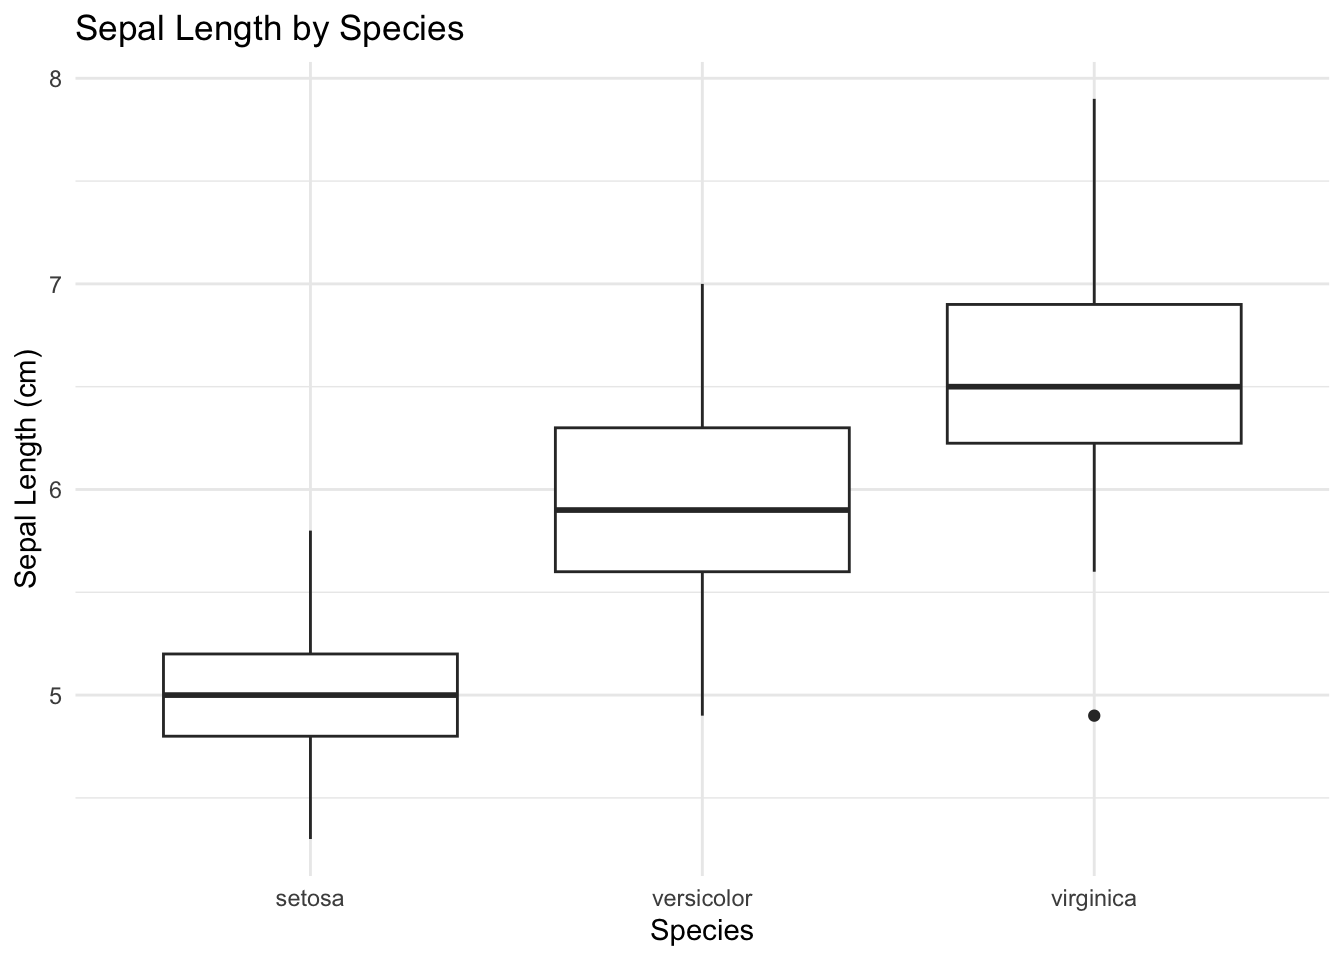 Sepal Length by Species
Sepal Length (cm)
8
7
6
5
setosa
versicolor
virginica
Species